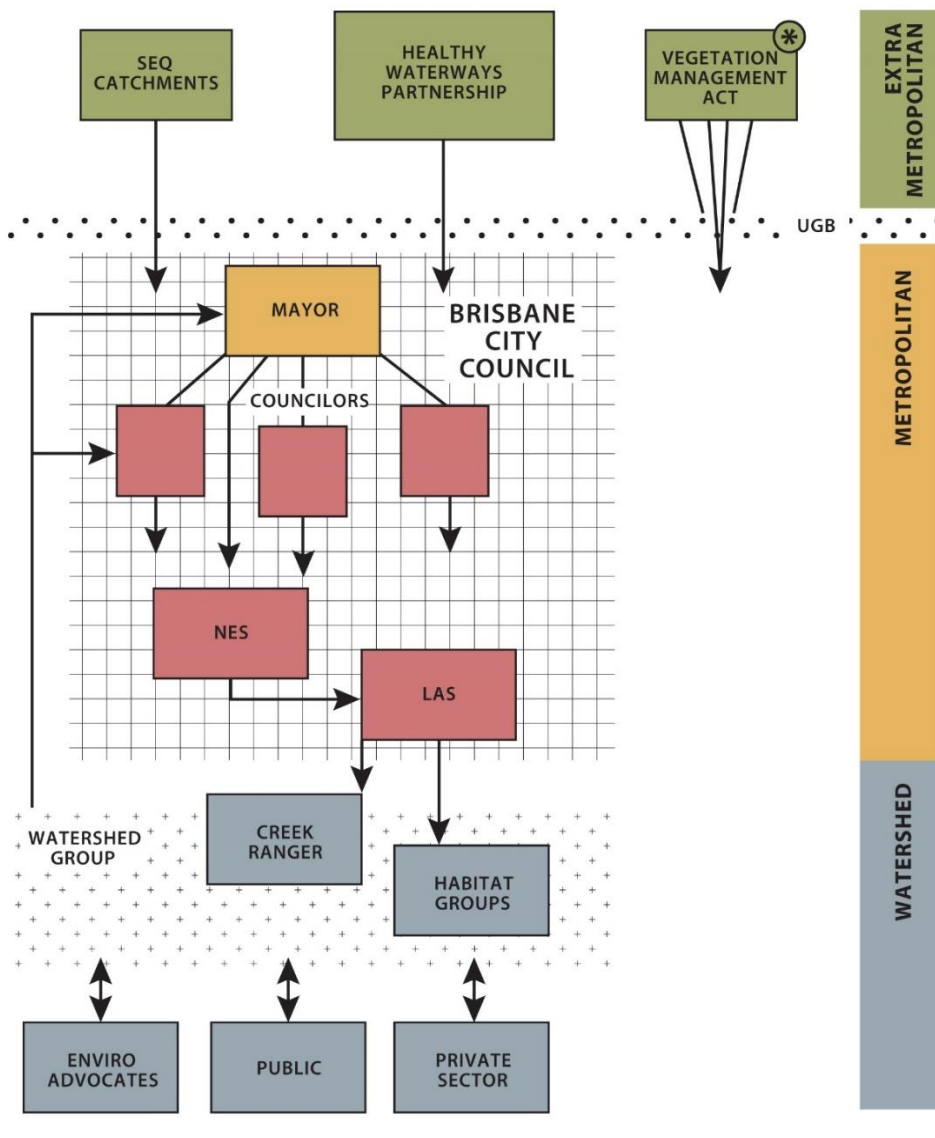 SEQ
CATCHMENTS
HEALTHY
WATERWAYS
PARTNERSHIP
VEGETATION
MANAGEMENT
ACT
*
EXTRA
METROPOLITAN
UGB
MAYOR
BRISBANE
CITY
COUNCIL
COUNCILORS
METROPOLITAN
NES
LAS
WATERSHED
GROUP
CREEK
RANGER
HABITAT
GROUPS
WATERSHED
ENVIRO
ADVOCATES
PUBLIC
PRIVATE
SECTOR